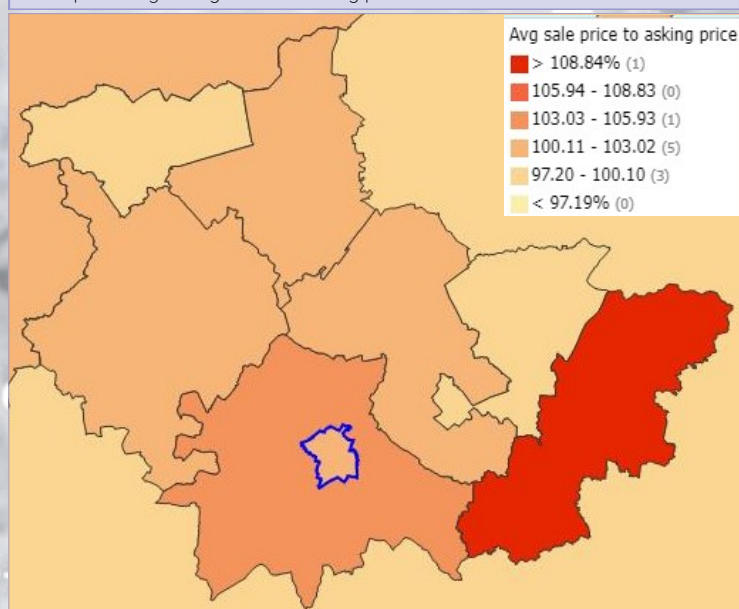 Avg sale price to asking price
> 108.84% (1)
105.94 - 108.83 (0)
103.03 - 105.93 (1)
100.11 - 103.02 (5)
97.20 - 100.10 (3)
< 97.19% (0)